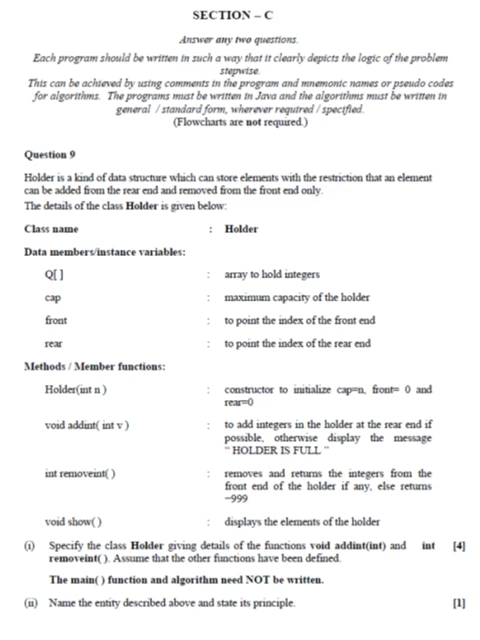 SECTION – C
Answer any two questions.
Each program should be written in such a way that it clearly depicts the logic of the problem
stepwise.
This can be achieved by using comments in the program and mnemonic names or pseudo codes
for algorithms. The programs must be written in Java and the algorithms must be written in
general / standard form, wherever required / specified.
(Flowcharts are not required.)
Question 9
Holder is a kind of data structure which can store elements with the restriction that an element
can be added from the rear end and removed from the front end only.
The details of the class Holder is given below:
Class name : Holder
Data members/instance variables:
Q[ ] : array to hold integers
cap : maximum capacity of the holder
front : to point the index of the front end
rear : to point the index of the rear end
Methods / Member functions:
Holder(int n ) : constructor to initialize cap=n, front= 0 and
rear=0
void addint( int v ) : to add integers in the holder at the rear end if
possible, otherwise display the message
“ HOLDER IS FULL ”
int removeint( ) : removes and returns the integers from the
front end of the holder if any, else returns
–999
void show( ) : displays the elements of the holder
(i) Specify the class Holder giving details of the functions void addint(int) and int [4]
removeint( ). Assume that the other functions have been defined.
The main( ) function and algorithm need NOT be written.
(ii) Name the entity described above and state its principle. [1]